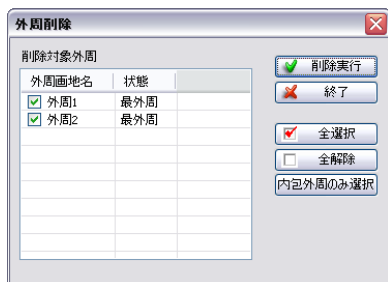 外周削除
削除対象外周
外周画地名 状態
外周1 最外周
外周2 最外周
削除実行
終了
全選択
全解除
内包外周のみ選択